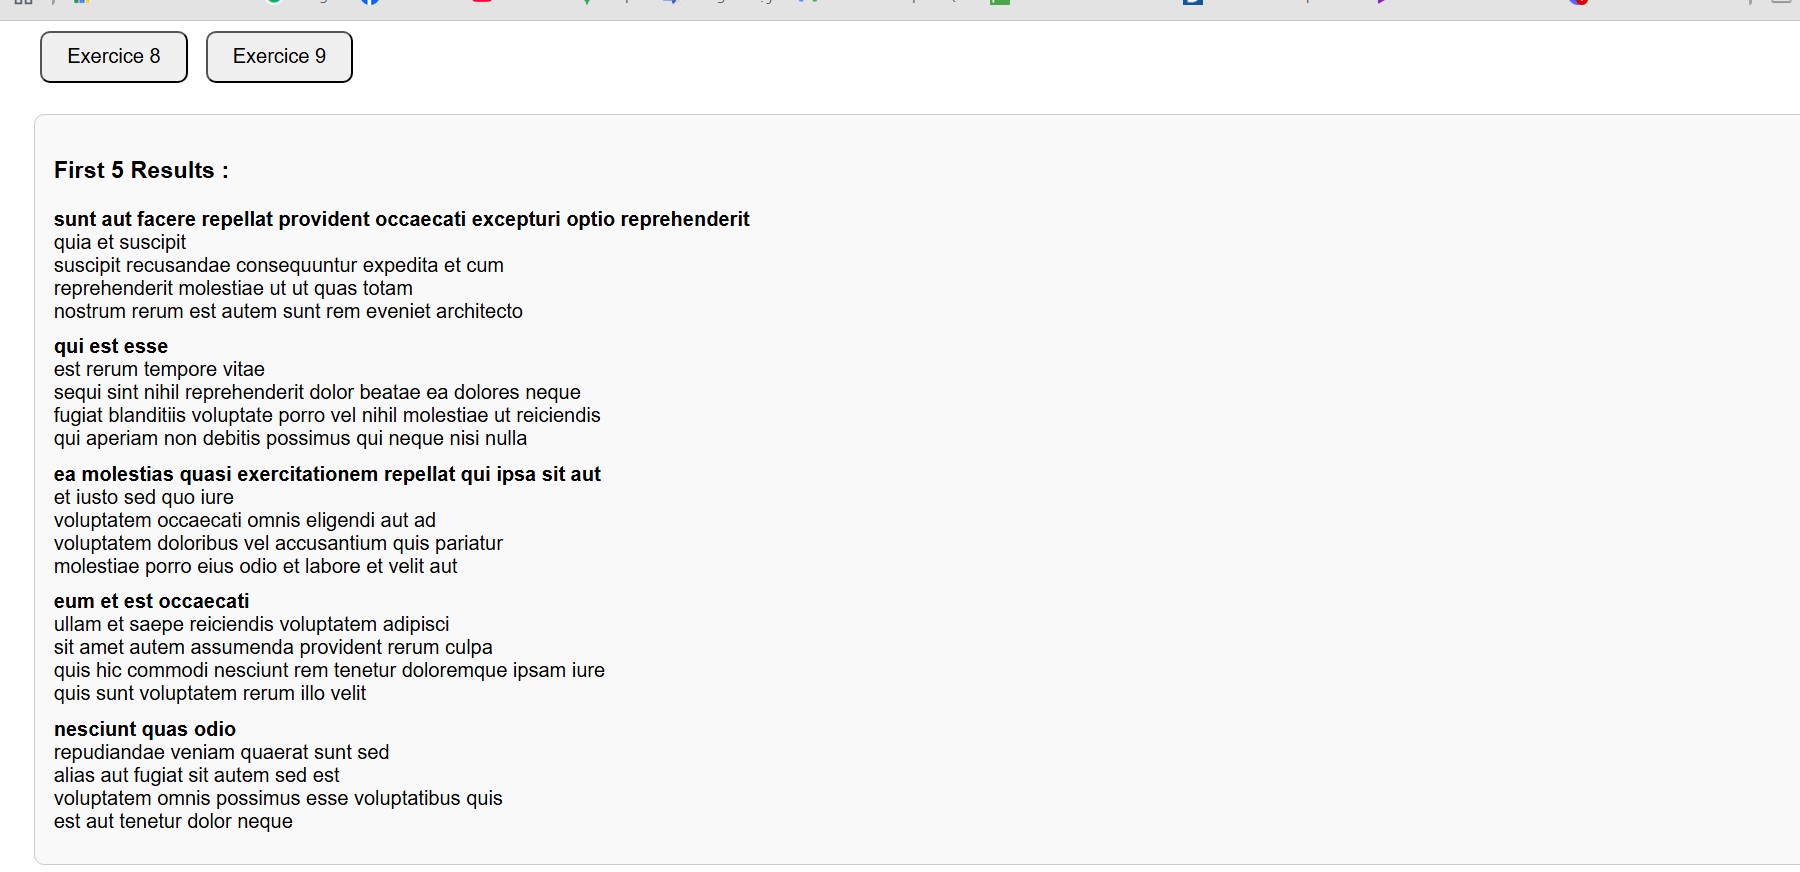 Exercice 8
Exercice 9
First 5 Results :
sunt aut facere repellat provident occaecati excepturi optio reprehenderit
quia et suscipit
suscipit recusandae consequuntur expedita et cum
reprehenderit molestiae ut ut quas totam
nostrum rerum est autem sunt rem eveniet architecto
qui est esse
est rerum tempore vitae
sequi sint nihil reprehenderit dolor beatae ea dolores neque
fugiat blanditiis voluptate porro vel nihil molestiae ut reiciendis
qui aperiam non debitis possimus qui neque nisi nulla
ea molestias quasi exercitationem repellat qui ipsa sit aut
et iusto sed quo iure
voluptatem occaecati omnis eligendi aut ad
voluptatem doloribus vel accusantium quis pariatur
molestiae porro eius odio et labore et velit aut
eum et est occaecati
ullam et saepe reiciendis voluptatem adipisci
sit amet autem assumenda provident rerum culpa
quis hic commodi nesciunt rem tenetur doloremque ipsam iure
quis sunt voluptatem rerum illo velit
nesciunt quas odio
repudiandae veniam quaerat sunt sed
alias aut fugiat sit autem sed est
voluptatem omnis possimus esse voluptatibus quis
est aut tenetur dolor neque